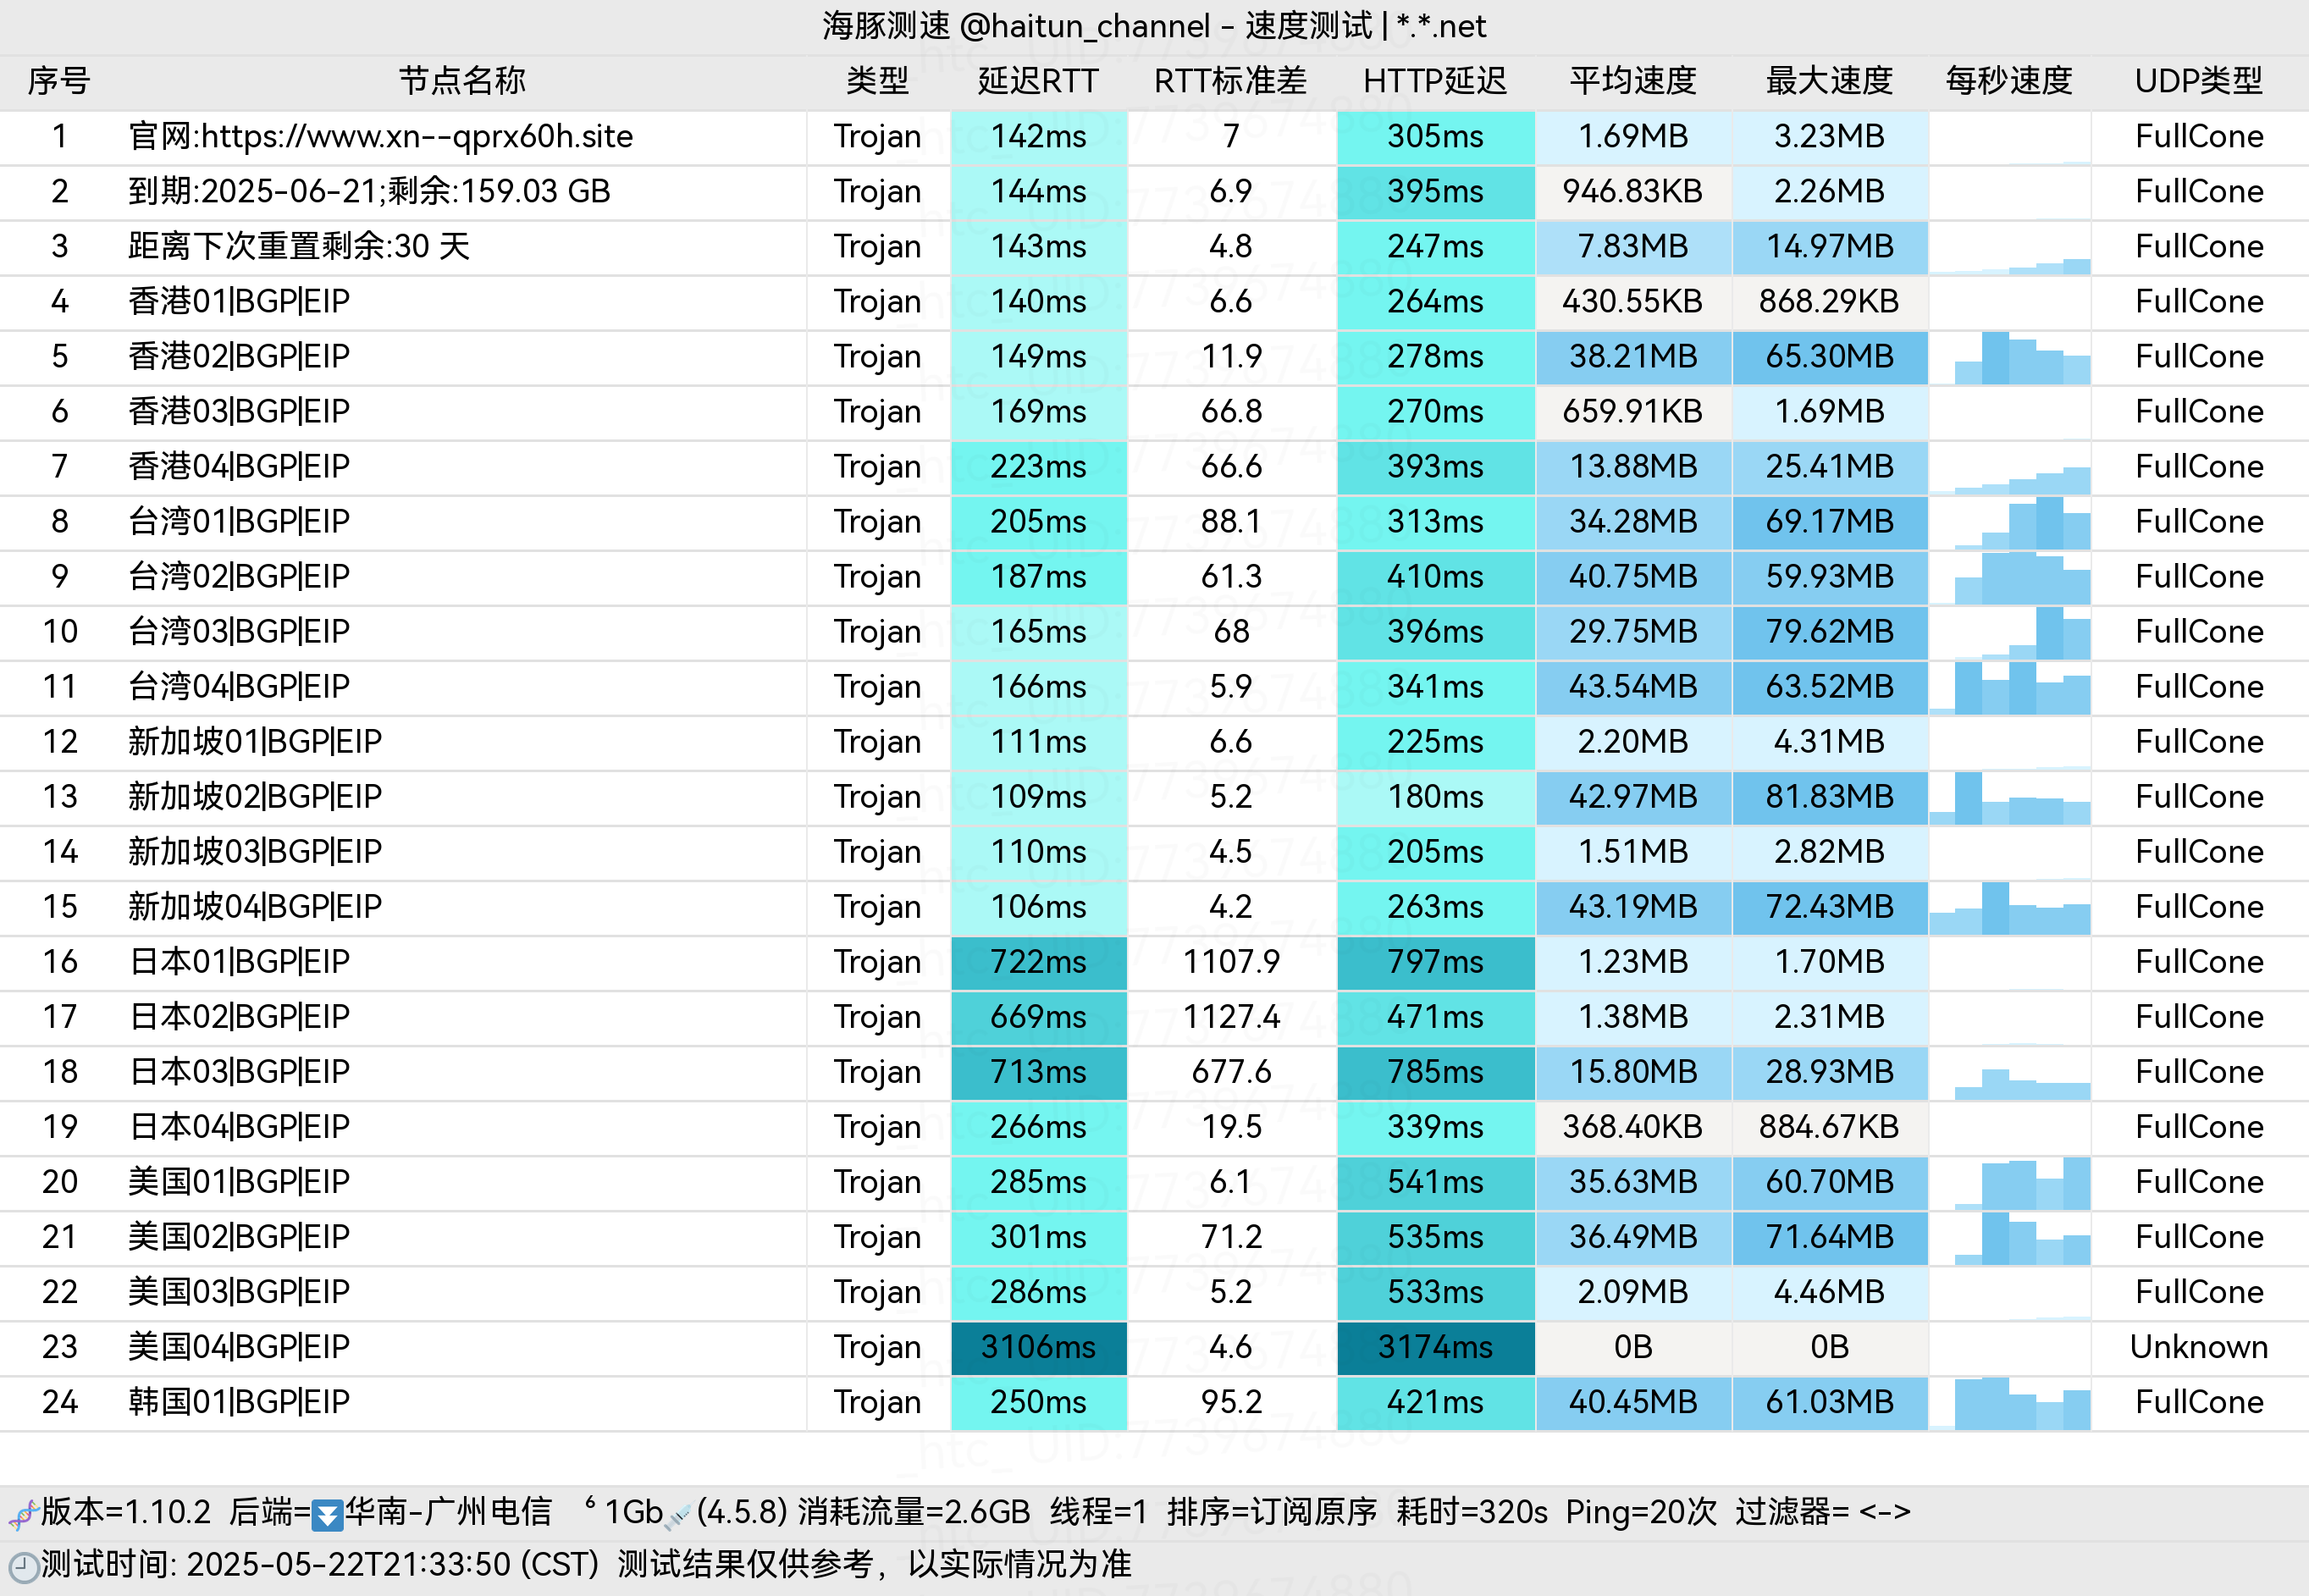 海豚测速 @haitun_channel - 速度测试 | *.*.net
序号 节点名称 类型 延迟RTT RTT标准差 HTTP延迟 平均速度 最大速度 每秒速度 UDP类型
1 官网:https://www.xn--qprx60h.site Trojan 142ms 7 305ms 1.69MB 3.23MB FullCone
2 到期:2025-06-21;剩余:159.03 GB Trojan 144ms 6.9 395ms 946.83KB 2.26MB FullCone
3 距离下次重置剩余:30 天 Trojan 143ms 4.8 247ms 7.83MB 14.97MB FullCone
4 香港01|BGP|EIP Trojan 140ms 6.6 264ms 430.55KB 868.29KB FullCone
5 香港02|BGP|EIP Trojan 149ms 11.9 278ms 38.21MB 65.30MB FullCone
6 香港03|BGP|EIP Trojan 169ms 66.8 270ms 659.91KB 1.69MB FullCone
7 香港04|BGP|EIP Trojan 223ms 66.6 393ms 13.88MB 25.41MB FullCone
8 台湾01|BGP|EIP Trojan 205ms 88.1 313ms 34.28MB 69.17MB FullCone
9 台湾02|BGP|EIP Trojan 187ms 61.3 410ms 40.75MB 59.93MB FullCone
10 台湾03|BGP|EIP Trojan 165ms 68 396ms 29.75MB 79.62MB FullCone
11 台湾04|BGP|EIP Trojan 166ms 5.9 341ms 43.54MB 63.52MB FullCone
12 新加坡01|BGP|EIP Trojan 111ms 6.6 225ms 2.20MB 4.31MB FullCone
13 新加坡02|BGP|EIP Trojan 109ms 5.2 180ms 42.97MB 81.83MB FullCone
14 新加坡03|BGP|EIP Trojan 110ms 4.5 205ms 1.51MB 2.82MB FullCone
15 新加坡04|BGP|EIP Trojan 106ms 4.2 263ms 43.19MB 72.43MB FullCone
16 日本01|BGP|EIP Trojan 722ms 1107.9 797ms 1.23MB 1.70MB FullCone
17 日本02|BGP|EIP Trojan 669ms 1127.4 471ms 1.38MB 2.31MB FullCone
18 日本03|BGP|EIP Trojan 713ms 677.6 785ms 15.80MB 28.93MB FullCone
19 日本04|BGP|EIP Trojan 266ms 19.5 339ms 368.40KB 884.67KB FullCone
20 美国01|BGP|EIP Trojan 285ms 6.1 541ms 35.63MB 60.70MB FullCone
21 美国02|BGP|EIP Trojan 301ms 71.2 535ms 36.49MB 71.64MB FullCone
22 美国03|BGP|EIP Trojan 286ms 5.2 533ms 2.09MB 4.46MB FullCone
23 美国04|BGP|EIP Trojan 3106ms 4.6 3174ms 0B 0B Unknown
24 韩国01|BGP|EIP Trojan 250ms 95.2 421ms 40.45MB 61.03MB FullCone
🧬版本=1.10.2 后端=⏬华南-广州电信 ⁶ 1Gb💉(4.5.8) 消耗流量=2.6GB 线程=1 排序=订阅原序 耗时=320s Ping=20次 过滤器= <->
🕘测试时间: 2025-05-22T21:33:50 (CST) 测试结果仅供参考，以实际情况为准
_htc_ UID:7739674880